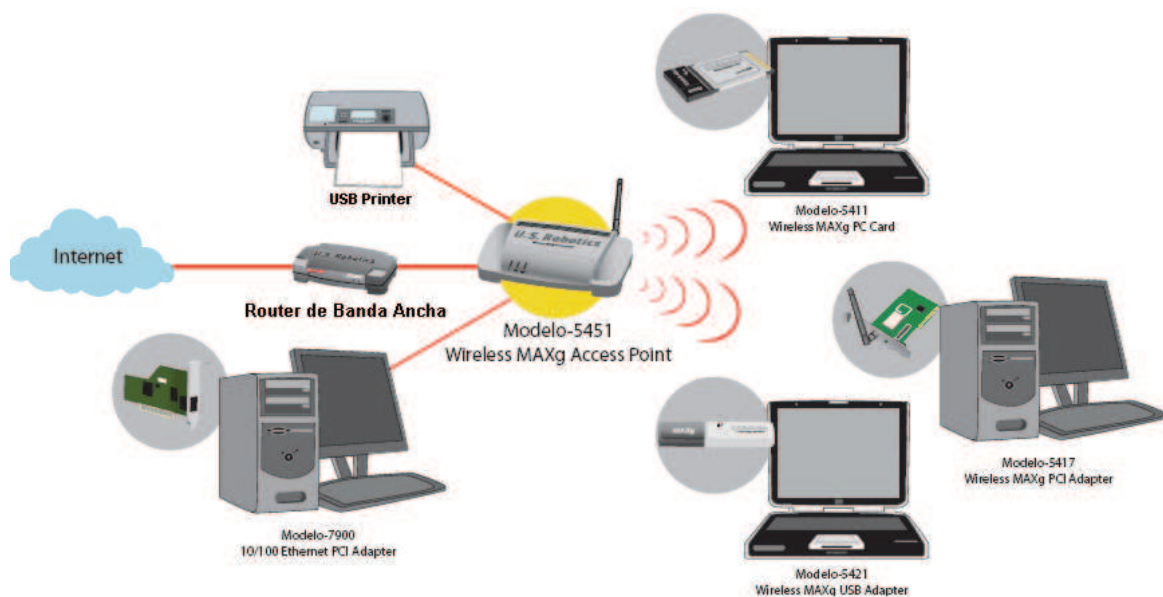 USB Printer
Internet
U.S. Robotics
U.S. Robotics
Router de Banda Ancha
Modelo-5451
Wireless MAXg Access Point
Modelo-5411
Wireless MAXg PC Card
Modelo-7900
10/100 Ethernet PCI Adapter
Modelo-5417
Wireless MAXg PCI Adapter
MAXg
Modelo-5421
Wireless MAXg USB Adapter